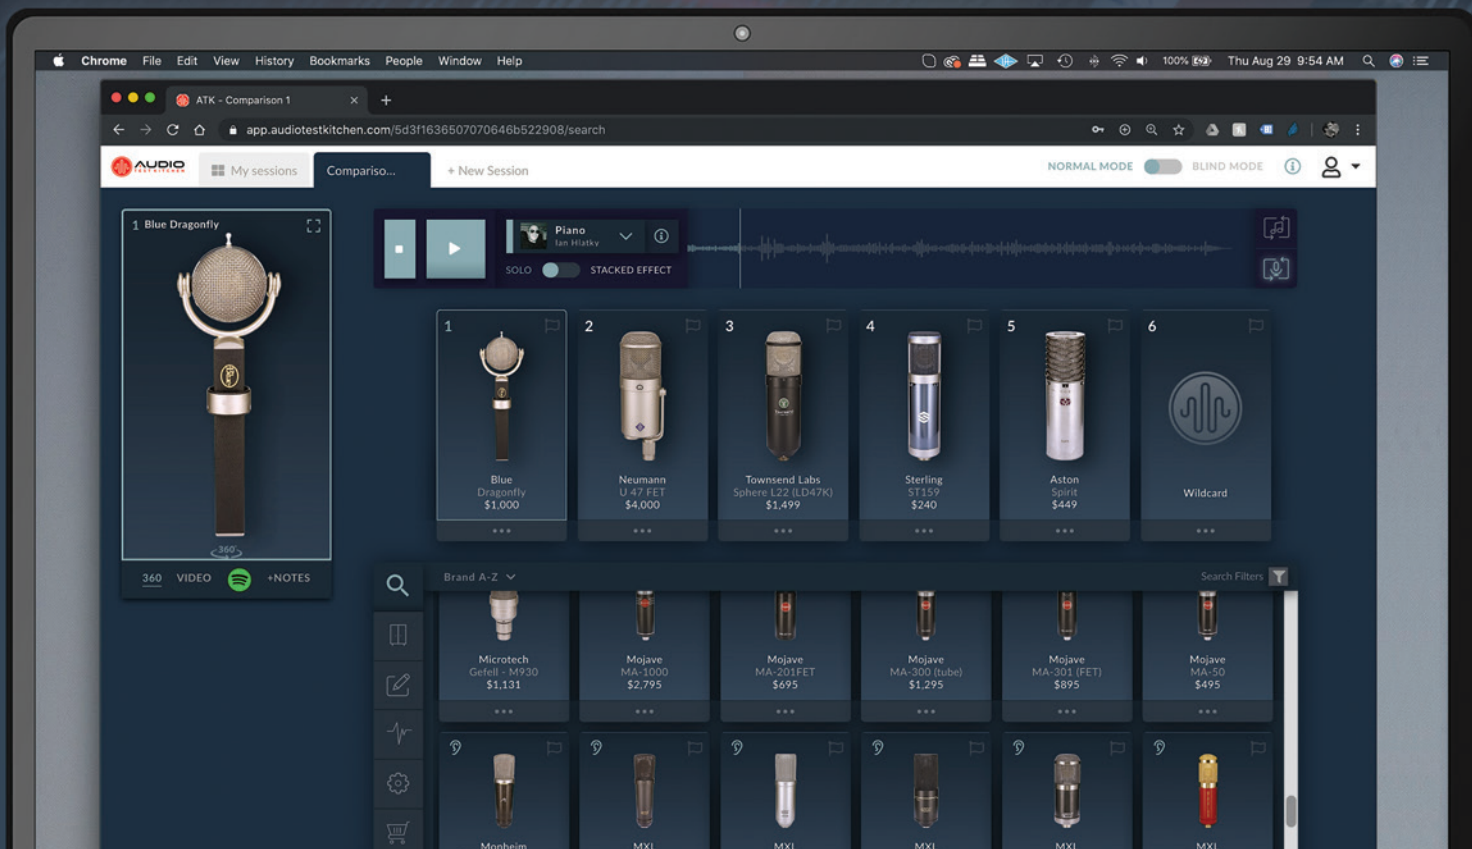 Chrome File Edit View History Bookmarks People Window Help
100% Thu Aug 29 9:54 AM
ATK - Comparison 1
app.audiotestkitchen.com/5d3f1636507070646b522908/search
AUDIO
TEST KITCHEN
My sessions
Compariso...
+ New Session
NORMAL MODE
BLIND MODE
1 Blue Dragonfly
Piano
Ian Hlatky
SOLO
STACKED EFFECT
1
2
3
4
5
6
Blue
Dragonfly
$1,000
Neumann
U 47 FET
$4,000
Townsend Labs
Sphere L22 (LD47K)
$1,499
Sterling
ST159
$240
Aston
Spirit
$449
Wildcard
360°
360 VIDEO +NOTES
Brand A-Z
Search Filters
Microtech
Gefell - M930
$1,131
Mojave
MA-1000
$2,795
Mojave
MA-201FET
$695
Mojave
MA-300 (tube)
$1,295
Mojave
MA-301 (FET)
$895
Mojave
MA-50
$495
Monheim
MXL
MXL
MXL
MXL
MXL